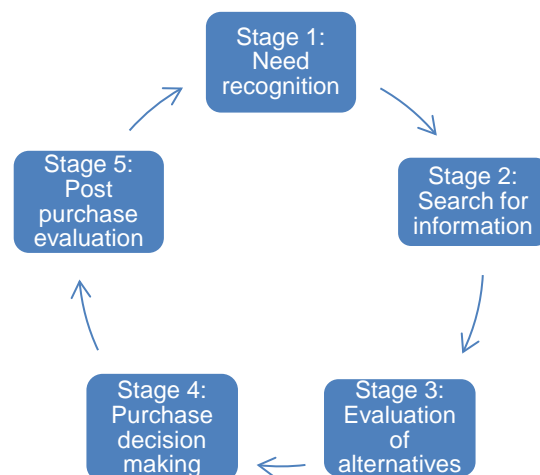 Stage 1:
Need
recognition
Stage 2:
Search for
information
Stage 3:
Evaluation
of
alternatives
Stage 4:
Purchase
decision
making
Stage 5:
Post
purchase
evaluation